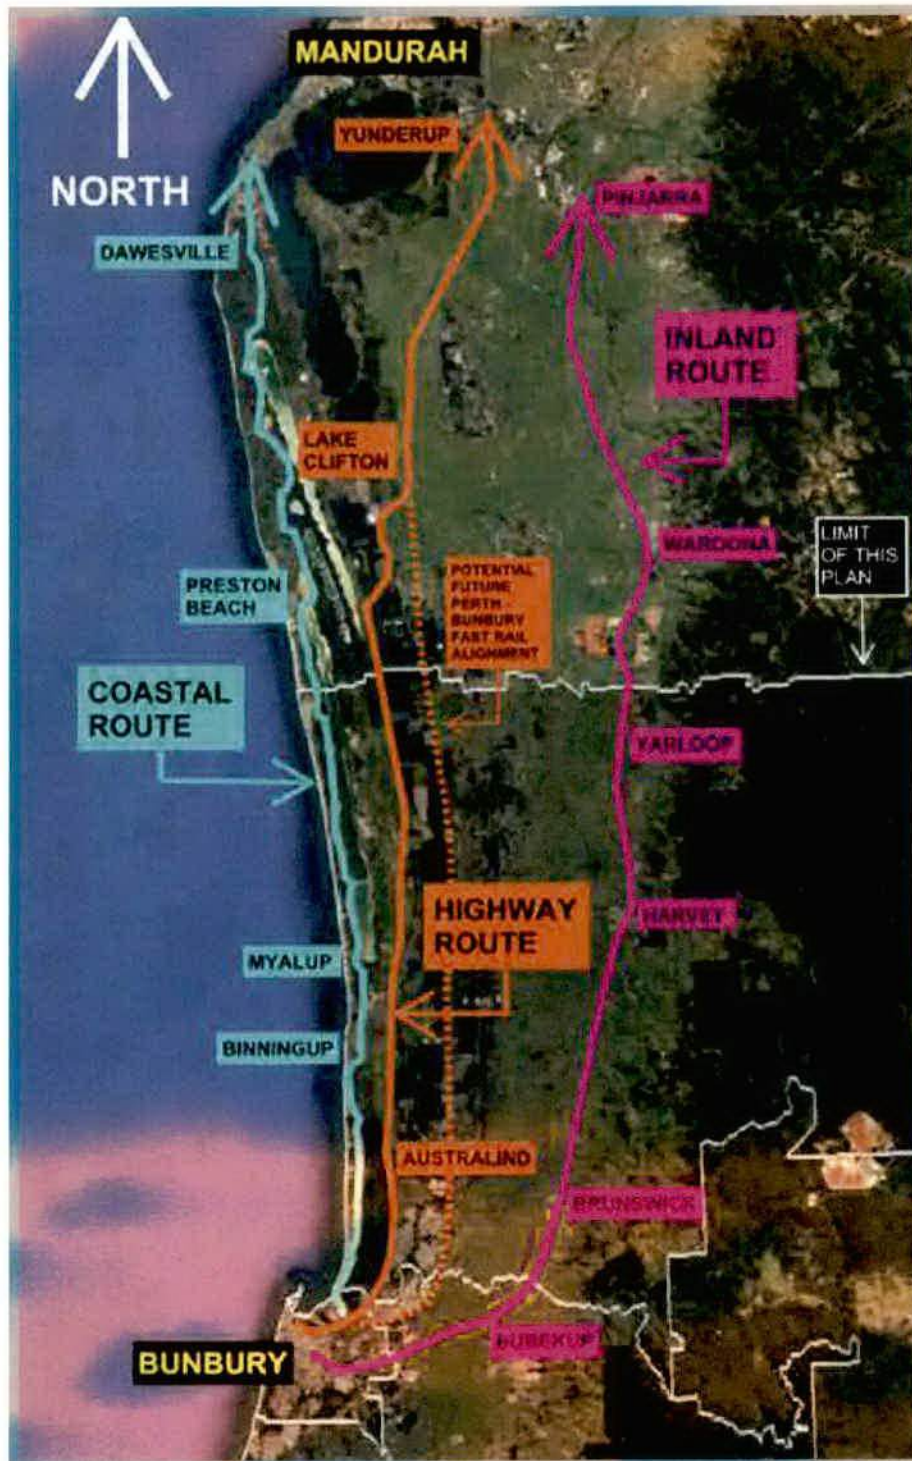 MANDURAH
YUNDERUP
NORTH
PINJARRA
DAWESVILLE
INLAND
ROUTE
LAKE
CLIFTON
LIMIT
OF THIS
PLAN
WAROONA
POTENTIAL
FUTURE
PERTH -
BUNBURY
FAST RAIL
ALIGNMENT
PRESTON
BEACH
COASTAL
ROUTE
YARLOOP
HIGHWAY
ROUTE
HARVEY
MYALUP
BINNINGUP
AUSTRALIND
BRUNSWICK
BUNBURY